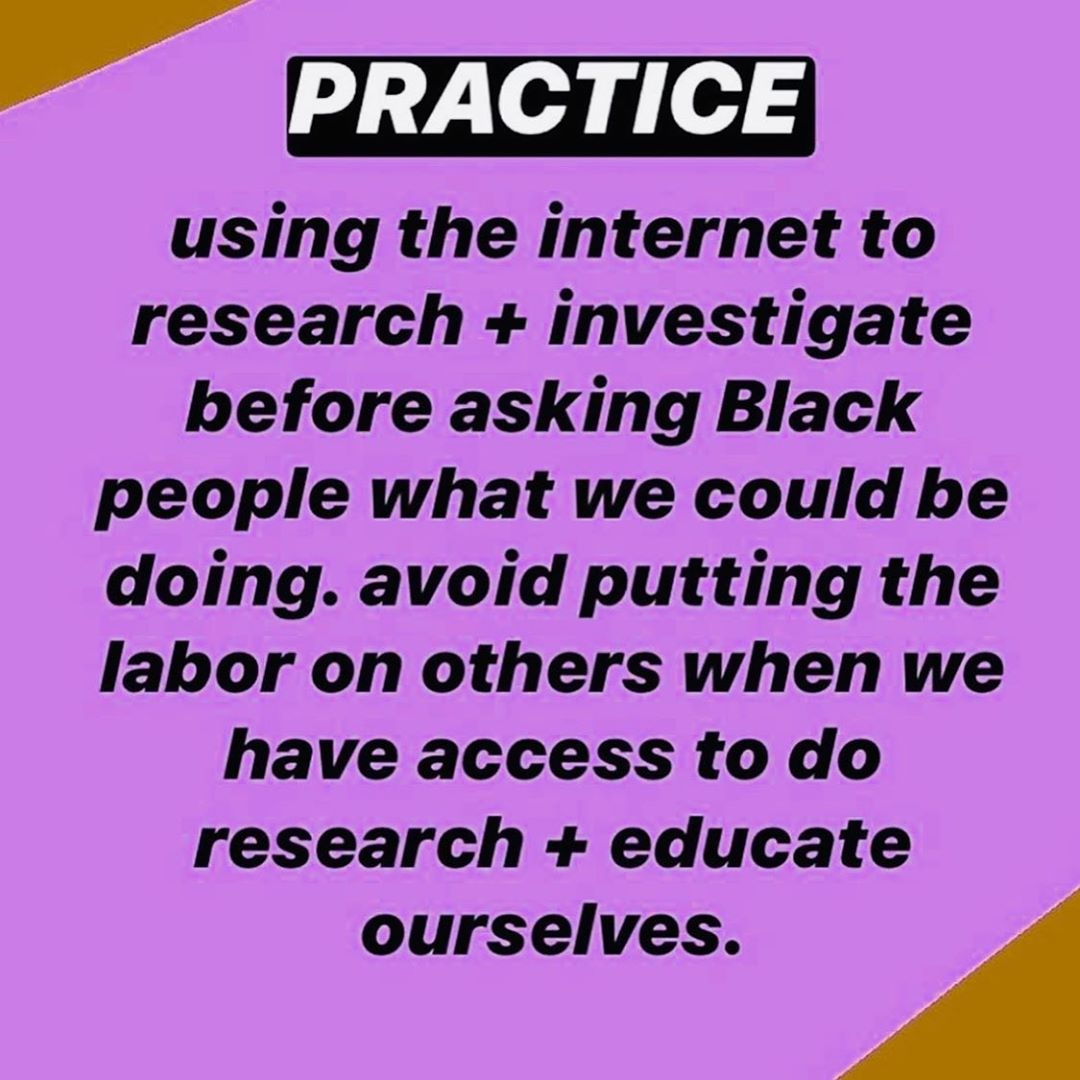 PRACTICE
using the internet to
research + investigate
before asking Black
people what we could be
doing. avoid putting the
labor on others when we
have access to do
research + educate
ourselves.